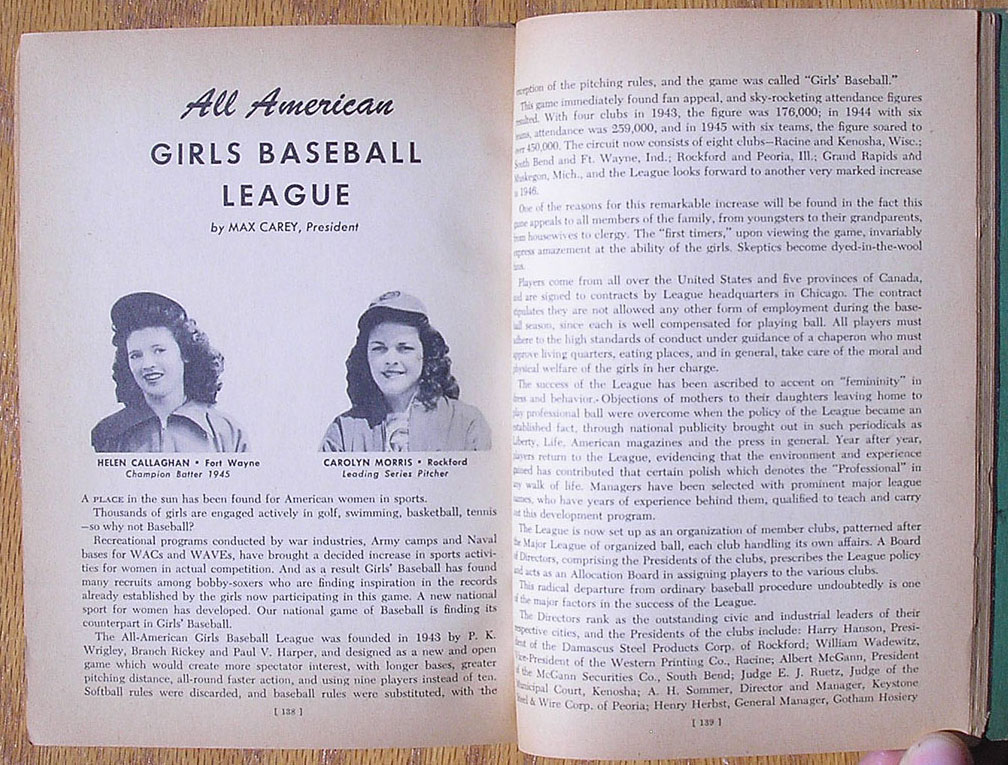 All American
GIRLS BASEBALL
LEAGUE
by MAX CAREY, President
HELEN CALLAGHAN • Fort Wayne
Champion Batter 1945
CAROLYN MORRIS • Rockford
Leading Series Pitcher
A PLACE in the sun has been found for American women in sports.
Thousands of girls are engaged actively in golf, swimming, basketball, tennis
—so why not Baseball?
Recreational programs conducted by war industries, Army camps and Naval
bases for WACs and WAVEs, have brought a decided increase in sports activi-
ties for women in actual competition. And as a result Girls' Baseball has found
many recruits among bobby-soxers who are finding inspiration in the records
already established by the girls now participating in this game. A new national
sport for women has developed. Our national game of Baseball is finding its
counterpart in Girls' Baseball.
The All-American Girls Baseball League was founded in 1943 by P. K.
Wrigley, Branch Rickey and Paul V. Harper, and designed as a new and open
game which would create more spectator interest, with longer bases, greater
pitching distance, all-round faster action, and using nine players instead of ten.
Softball rules were discarded, and baseball rules were substituted, with the
[ 138 ]
of the pitching rules, and the game was called "Girls' Baseball."
This game immediately found fan appeal, and sky-rocketing attendance figures
With four clubs in 1943, the figure was 176,000; in 1944 with six
attendance was 259,000, and in 1945 with six teams, the figure soared to
450,000. The circuit now consists of eight clubs—Racine and Kenosha, Wisc.;
South Bend and Ft. Wayne, Ind.; Rockford and Peoria, Ill.; Grand Rapids and
Muskegon, Mich., and the League looks forward to another very marked increase
1946.
One of the reasons for this remarkable increase will be found in the fact this
game appeals to all members of the family, from youngsters to their grandparents,
from housewives to clergy. The "first timers," upon viewing the game, invariably
express amazement at the ability of the girls. Skeptics become dyed-in-the-wool
Players come from all over the United States and five provinces of Canada,
and are signed to contracts by League headquarters in Chicago. The contract
stipulates they are not allowed any other form of employment during the base-
ball season, since each is well compensated for playing ball. All players must
adhere to the high standards of conduct under guidance of a chaperon who must
approve living quarters, eating places, and in general, take care of the moral and
physical welfare of the girls in her charge.
The success of the League has been ascribed to accent on "femininity" in
dress and behavior. Objections of mothers to their daughters leaving home to
play professional ball were overcome when the policy of the League became an
established fact, through national publicity brought out in such periodicals as
Liberty, Life, American magazines and the press in general. Year after year,
players return to the League, evidencing that the environment and experience
gained has contributed that certain polish which denotes the "Professional" in
any walk of life. Managers have been selected with prominent major league
names, who have years of experience behind them, qualified to teach and carry
out this development program.
The League is now set up as an organization of member clubs, patterned after
the Major League of organized ball, each club handling its own affairs. A Board
of Directors, comprising the Presidents of the clubs, prescribes the League policy
and acts as an Allocation Board in assigning players to the various clubs.
This radical departure from ordinary baseball procedure undoubtedly is one
of the major factors in the success of the League.
The Directors rank as the outstanding civic and industrial leaders of their
respective cities, and the Presidents of the clubs include: Harry Hanson, Presi-
dent of the Damascus Steel Products Corp. of Rockford; William Wadewitz,
Vice-President of the Western Printing Co., Racine; Albert McGann, President
of the McGann Securities Co., South Bend; Judge E. J. Ruetz, Judge of the
Municipal Court, Kenosha; A. H. Sommer, Director and Manager, Keystone
Steel & Wire Corp. of Peoria; Henry Herbst, General Manager, Gotham Hosiery
[ 139 ]